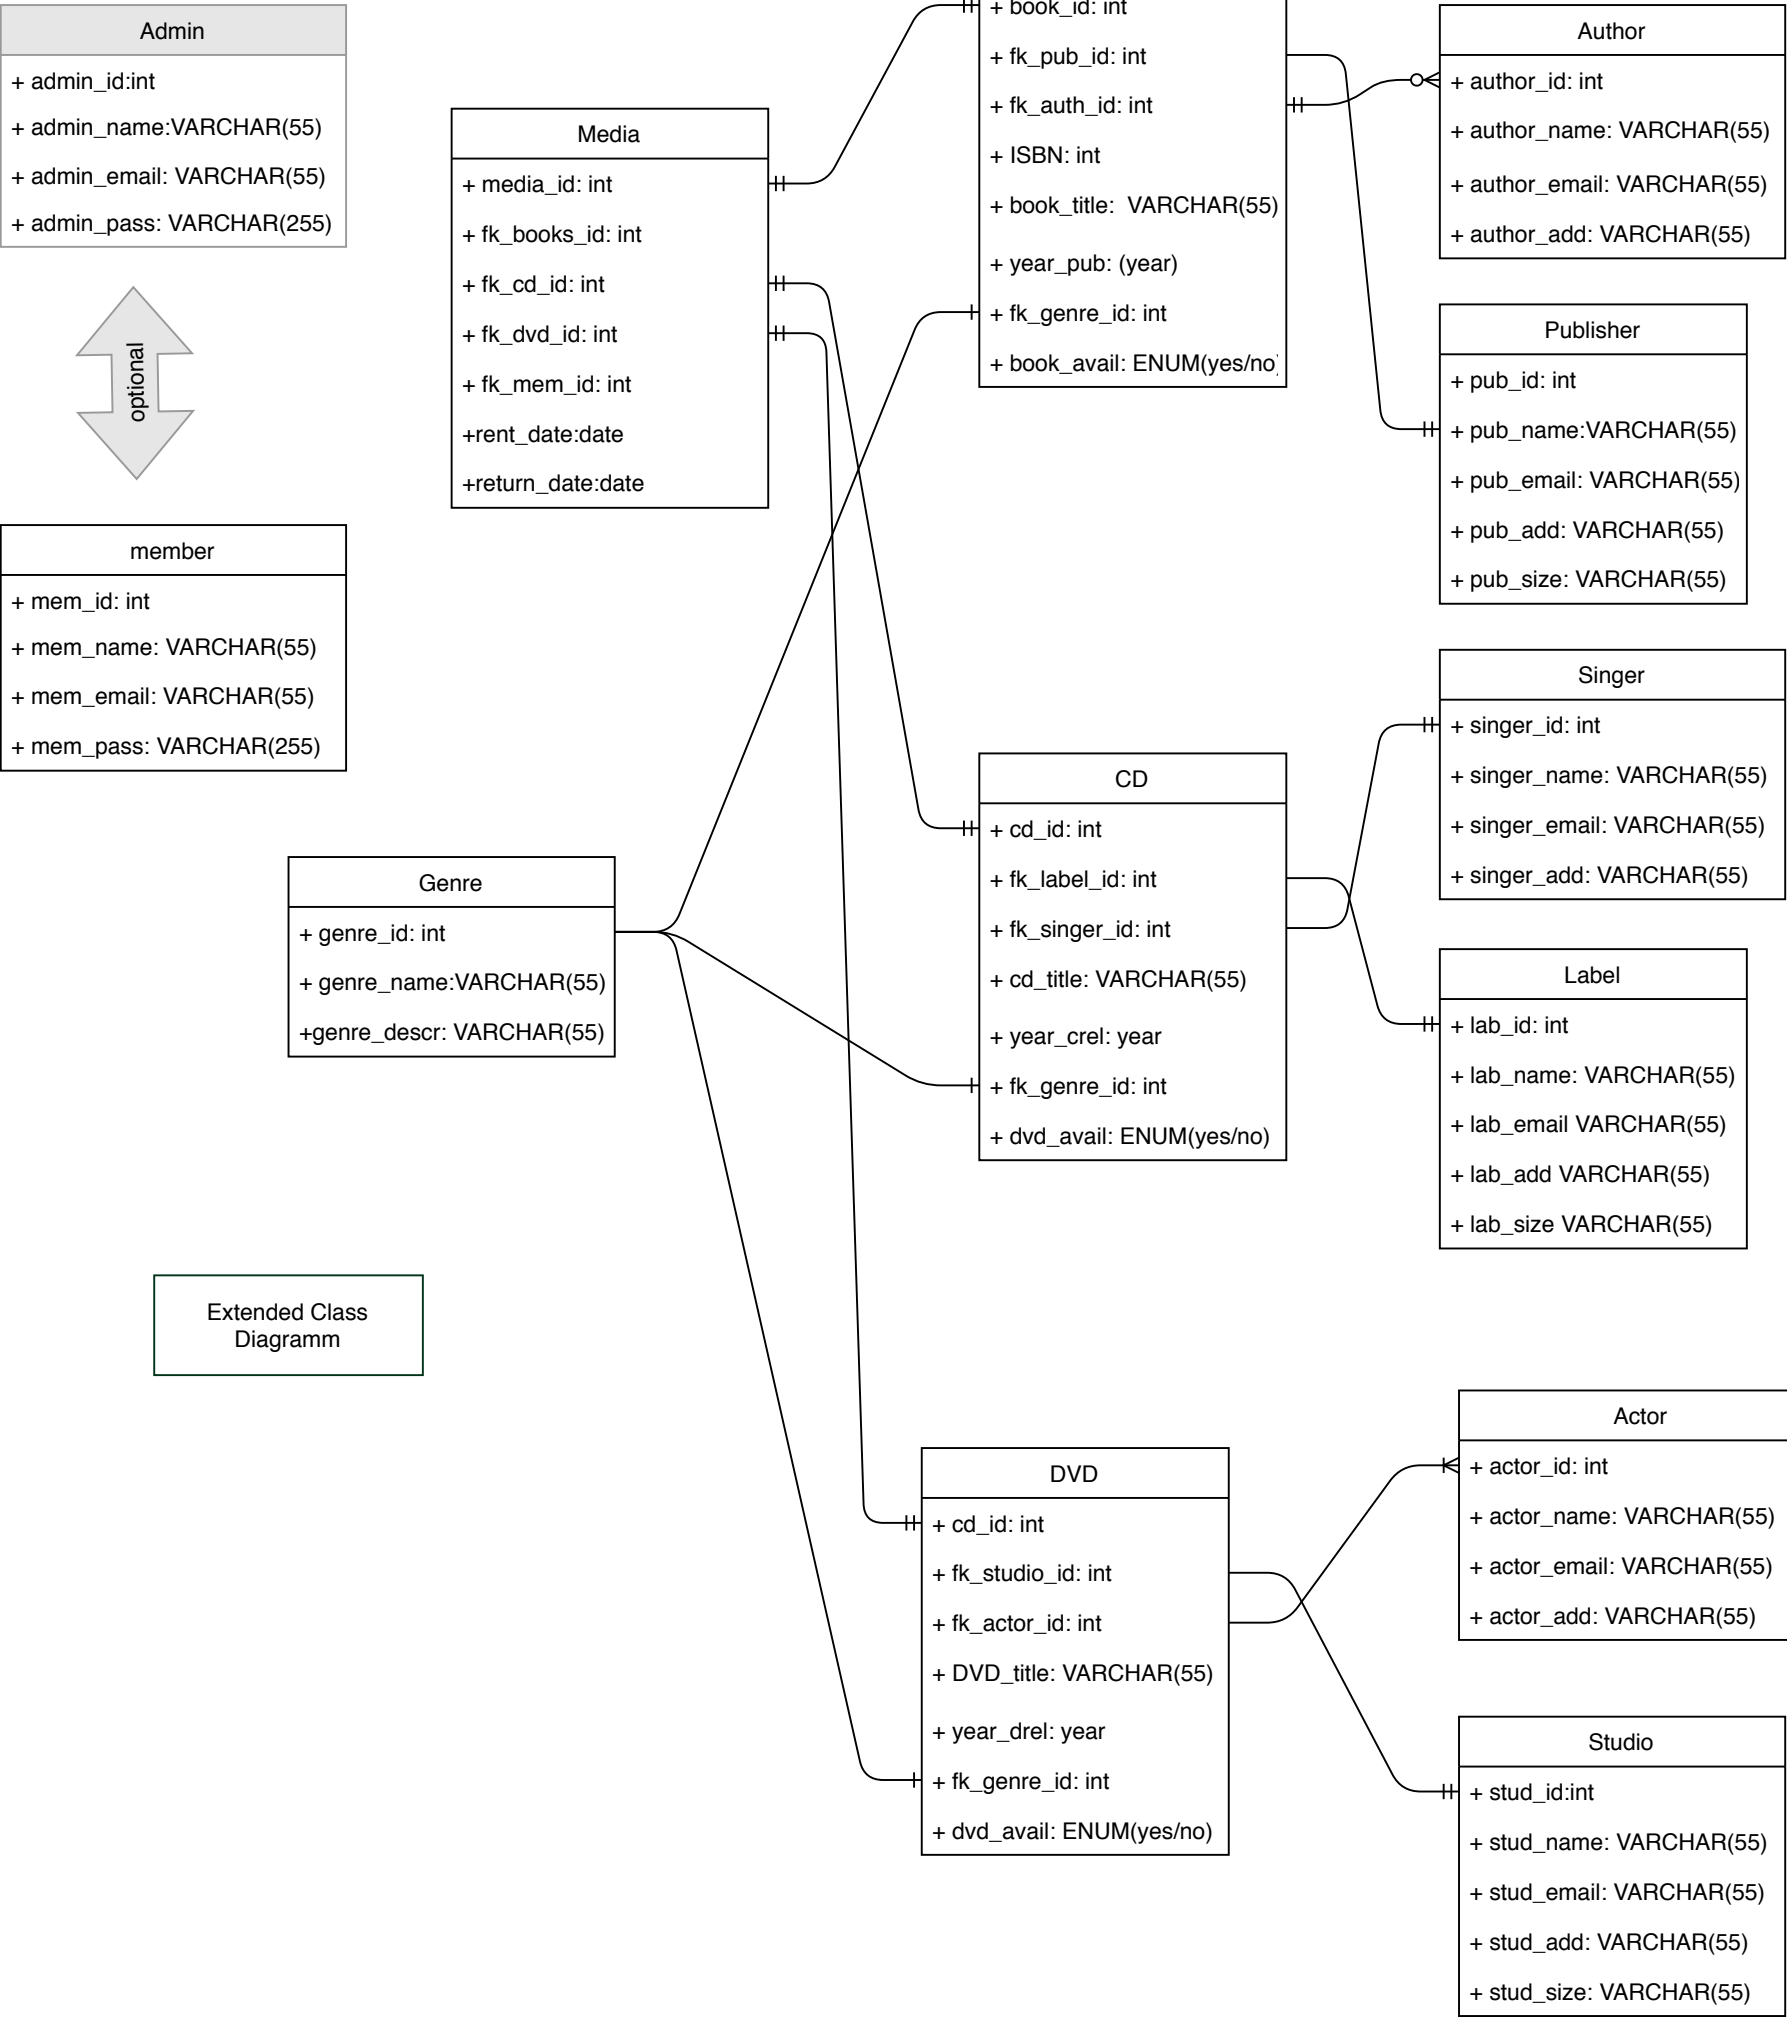 Admin
+ admin_id:int
+ admin_name:VARCHAR(55)
+ admin_email: VARCHAR(55)
+ admin_pass: VARCHAR(255)
optional
member
+ mem_id: int
+ mem_name: VARCHAR(55)
+ mem_email: VARCHAR(55)
+ mem_pass: VARCHAR(255)
Media
+ media_id: int
+ fk_books_id: int
+ fk_cd_id: int
+ fk_dvd_id: int
+ fk_mem_id: int
+rent_date:date
+return_date:date
Genre
+ genre_id: int
+ genre_name:VARCHAR(55)
+genre_descr: VARCHAR(55)
Extended Class
Diagramm
+ book_id: int
+ fk_pub_id: int
+ fk_auth_id: int
+ ISBN: int
+ book_title:  VARCHAR(55)
+ year_pub: (year)
+ fk_genre_id: int
+ book_avail: ENUM(yes/no)
CD
+ cd_id: int
+ fk_label_id: int
+ fk_singer_id: int
+ cd_title: VARCHAR(55)
+ year_crel: year
+ fk_genre_id: int
+ dvd_avail: ENUM(yes/no)
DVD
+ cd_id: int
+ fk_studio_id: int
+ fk_actor_id: int
+ DVD_title: VARCHAR(55)
+ year_drel: year
+ fk_genre_id: int
+ dvd_avail: ENUM(yes/no)
Author
+ author_id: int
+ author_name: VARCHAR(55)
+ author_email: VARCHAR(55)
+ author_add: VARCHAR(55)
Publisher
+ pub_id: int
+ pub_name:VARCHAR(55)
+ pub_email: VARCHAR(55)
+ pub_add: VARCHAR(55)
+ pub_size: VARCHAR(55)
Singer
+ singer_id: int
+ singer_name: VARCHAR(55)
+ singer_email: VARCHAR(55)
+ singer_add: VARCHAR(55)
Label
+ lab_id: int
+ lab_name: VARCHAR(55)
+ lab_email VARCHAR(55)
+ lab_add VARCHAR(55)
+ lab_size VARCHAR(55)
Actor
+ actor_id: int
+ actor_name: VARCHAR(55)
+ actor_email: VARCHAR(55)
+ actor_add: VARCHAR(55)
Studio
+ stud_id:int
+ stud_name: VARCHAR(55)
+ stud_email: VARCHAR(55)
+ stud_add: VARCHAR(55)
+ stud_size: VARCHAR(55)